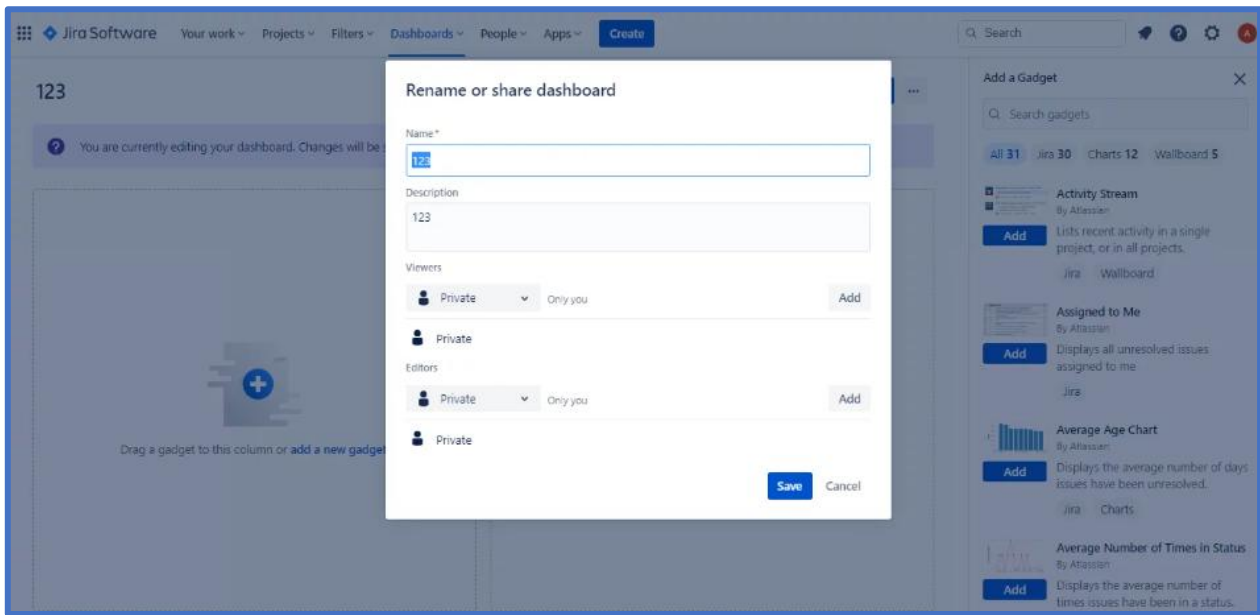 Jira Software Your work Projects Filters Dashboards People Apps Create Search A
123
Add a Gadget
Search gadgets
You are currently editing your dashboard. Changes will be
All 31 Jira 30 Charts 12 Wallboard 5
Rename or share dashboard
Name*
123
Description
123
Viewers
Private Only you Add
Private
Editors
Private Only you Add
Private
Save Cancel
Drag a gadget to this column or add a new gadget
Activity Stream
By Atlassian
Add
Lists recent activity in a single
project, or in all projects.
Jira Wallboard
Assigned to Me
By Atlassian
Add
Displays all unresolved issues
assigned to me
Jira
Average Age Chart
By Atlassian
Add
Displays the average number of days
issues have been unresolved.
Jira Charts
Average Number of Times in Status
By Atlassian
Add
Displays the average number of
times issues have been in a status.